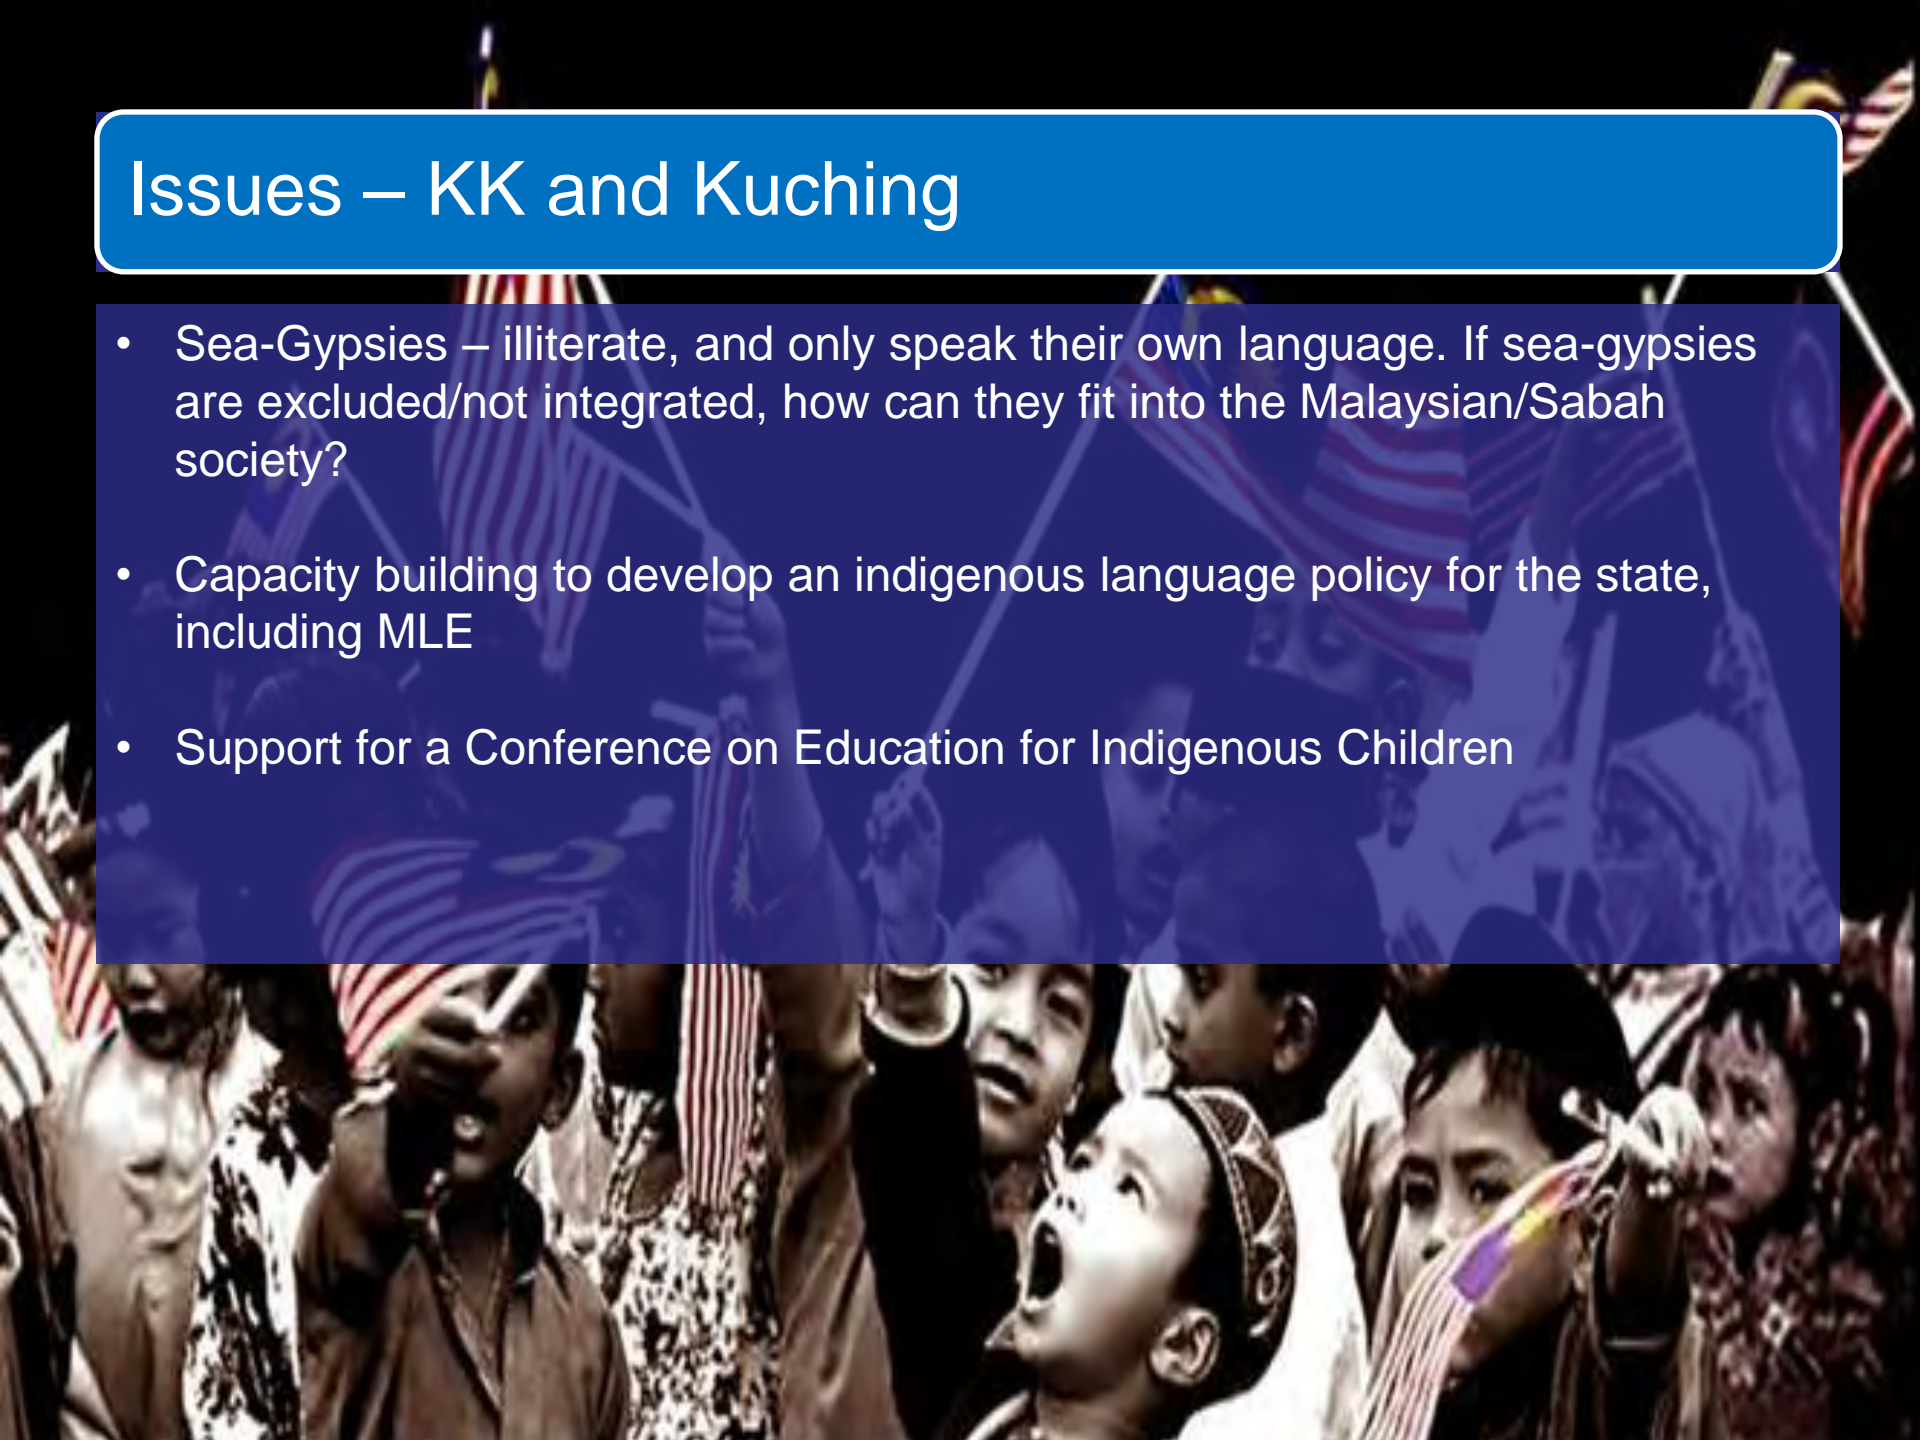 Issues – KK and Kuching
• Sea-Gypsies – illiterate, and only speak their own language. If sea-gypsies
are excluded/not integrated, how can they fit into the Malaysian/Sabah
society?
• Capacity building to develop an indigenous language policy for the state,
including MLE
• Support for a Conference on Education for Indigenous Children